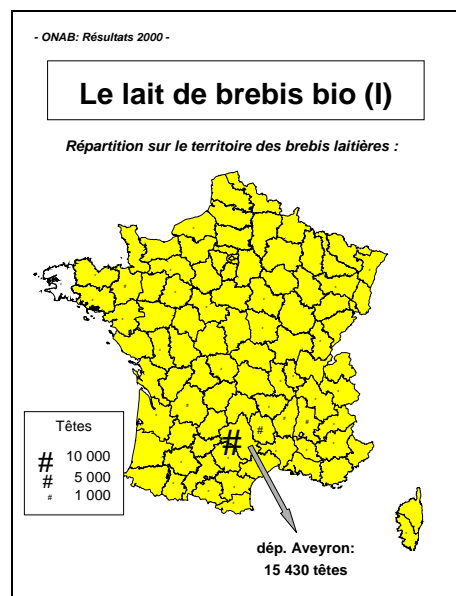 - ONAB: Résultats 2000 -
Le lait de brebis bio (I)
Répartition sur le territoire des brebis laitières :
Têtes
# 10 000
# 5 000
# 1 000
#
#
dép. Aveyron:
15 430 têtes